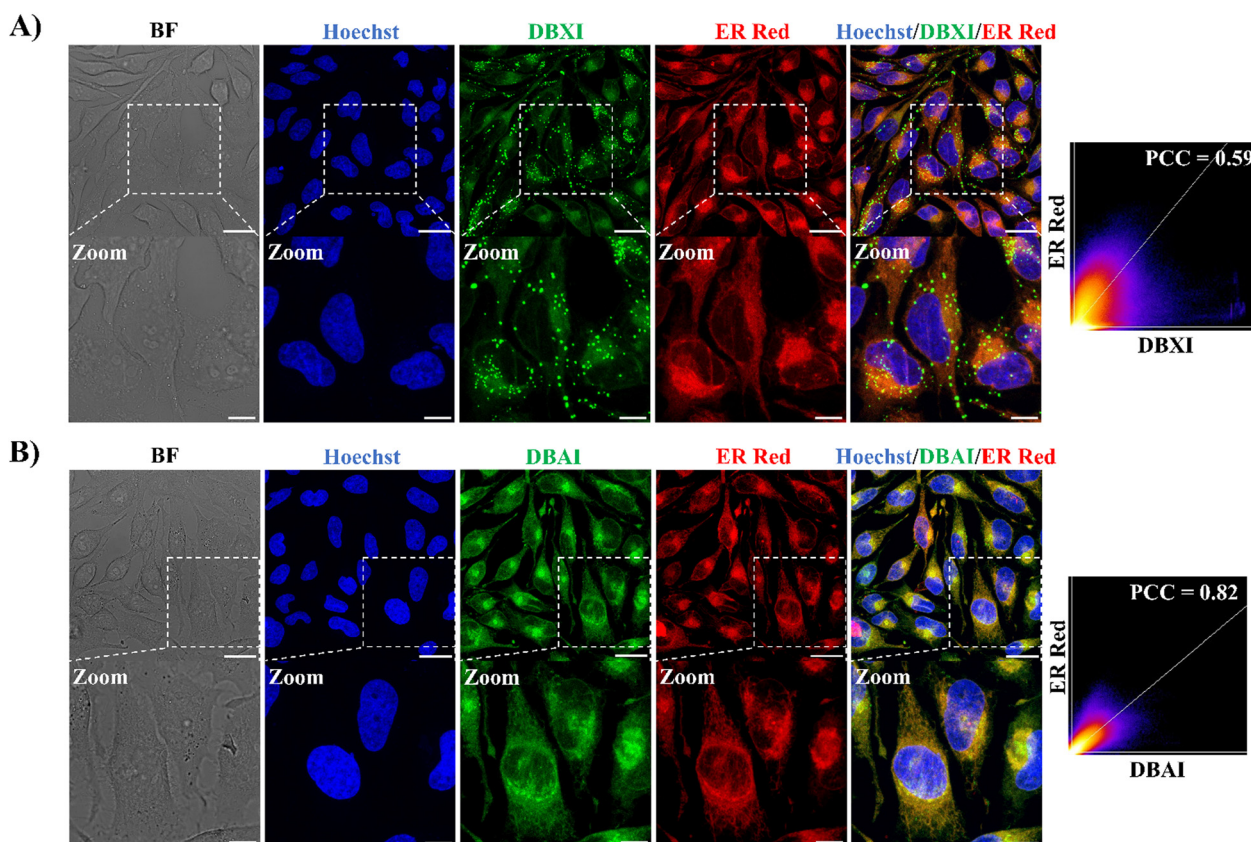 A)
BF
Hoechst
DBXI
ER Red
Hoechst/DBXI/ER Red
Zoom
Zoom
Zoom
Zoom
Zoom
PCC = 0.59
ER Red
DBXI
B)
BF
Hoechst
DBAI
ER Red
Hoechst/DBAI/ER Red
Zoom
Zoom
Zoom
Zoom
Zoom
PCC = 0.82
ER Red
DBAI